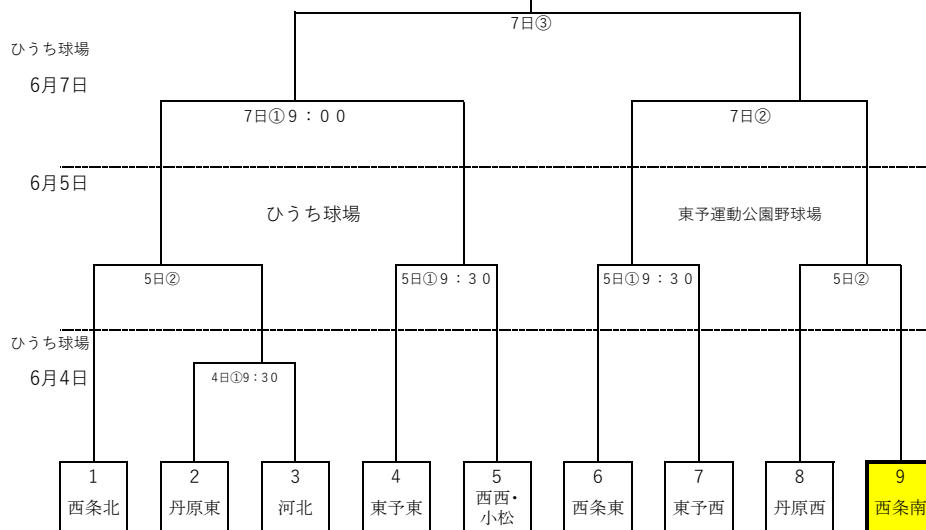 7日③
ひうち球場
6月7日
7日①9：00
7日②
6月5日
ひうち球場
東予運動公園野球場
5日②
5日①9：30
5日①9：30
5日②
ひうち球場
6月4日
4日①9：30
1
2
3
4
5
6
7
8
9
西条北
丹原東
河北
東予東
西西・
小松
西条東
東予西
丹原西
西条南